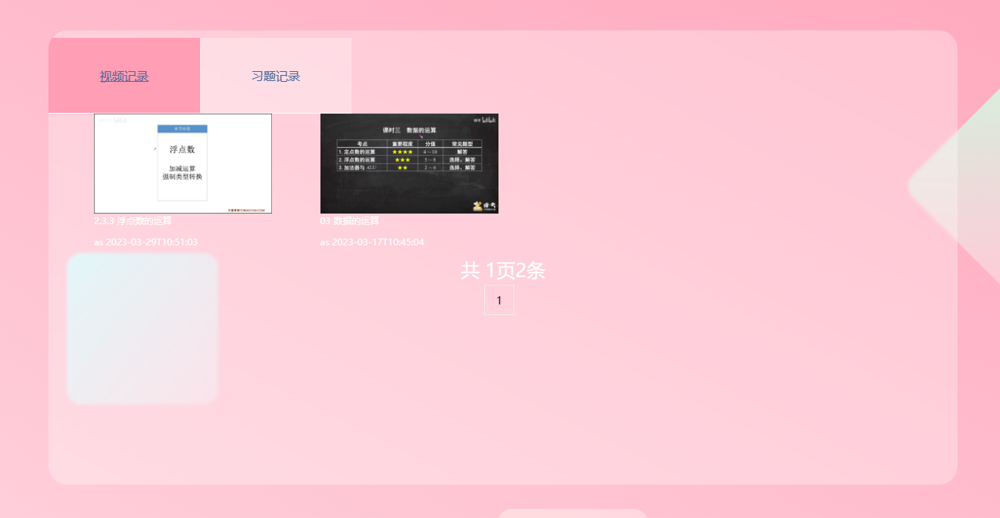 视频记录
习题记录
浮点数
加减运算
强制类型转换
课时三 数据的运算
考点 重要程度 分值 常见题型
1. 定点数的运算 ★★★★ 4～10 解答
2. 浮点数的运算 ★★★ 5～8 选择、解答
3. 加法器与 ALU ★★ 2～6 选择、解答
2.3.3 浮点数的运算
03 数据的运算
as 2023-03-29T10:51:03
as 2023-03-17T10:45:04
共 1页2条
1